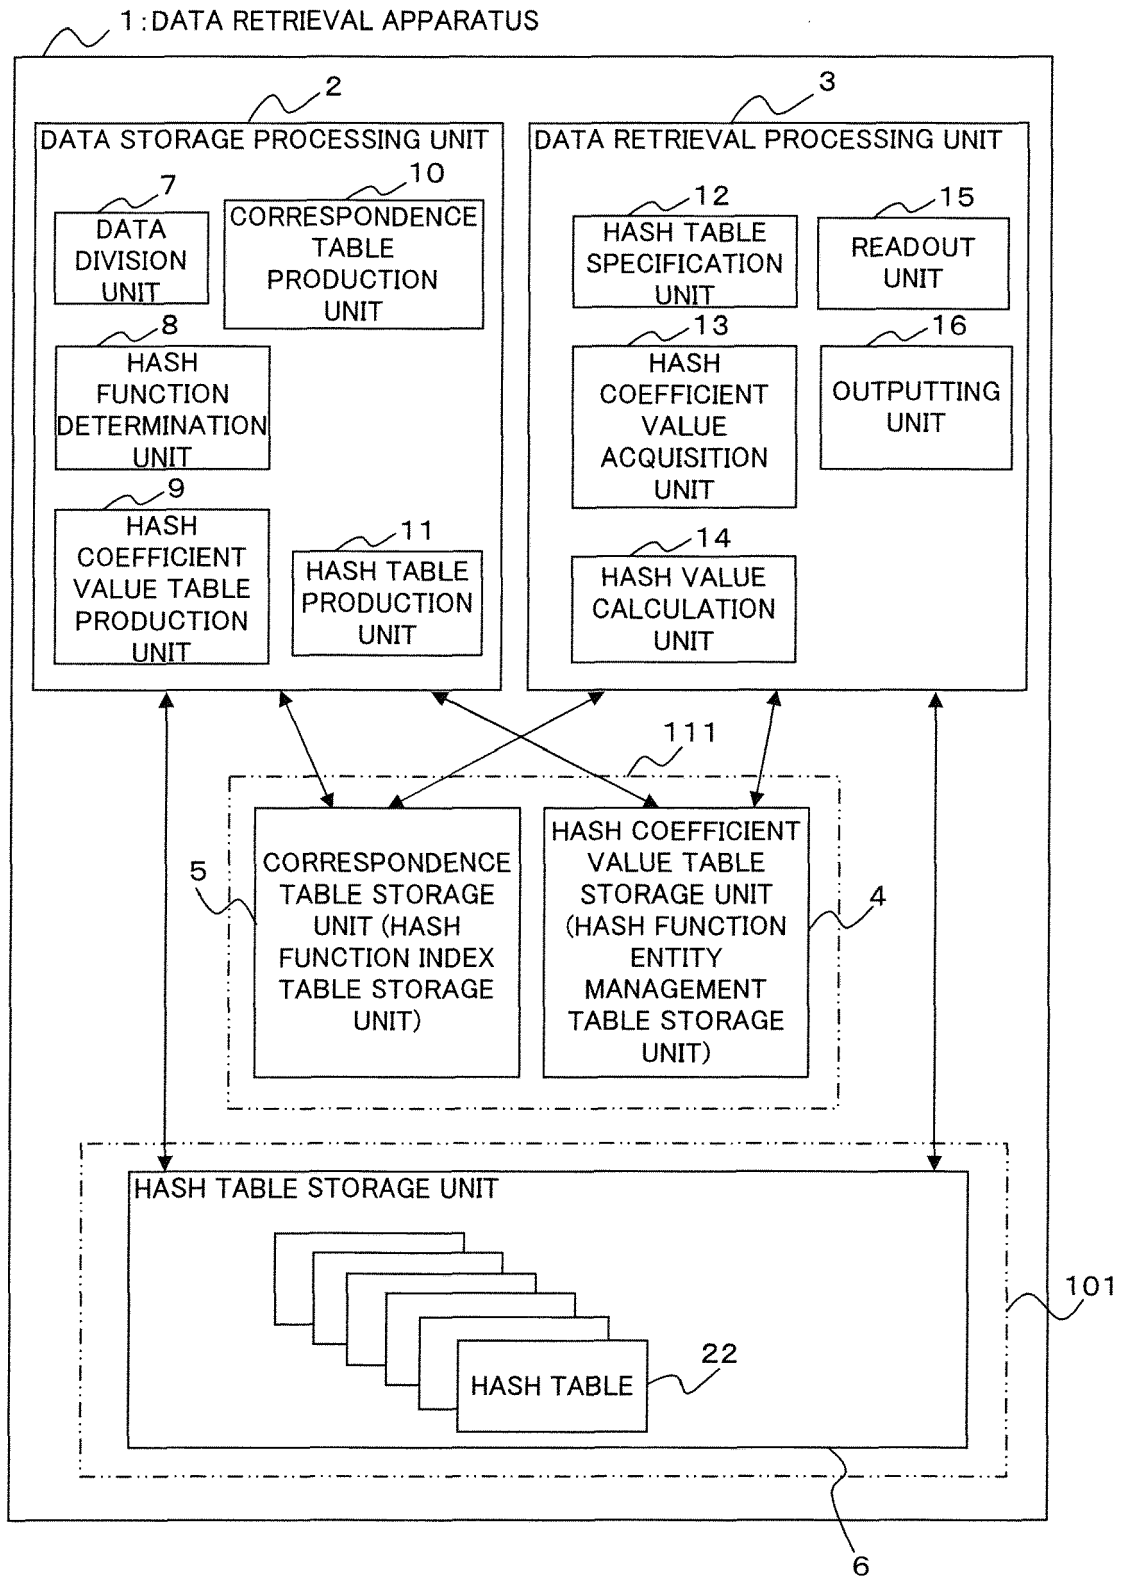 1:DATA RETRIEVAL APPARATUS
2
DATA STORAGE PROCESSING UNIT
7
DATA
DIVISION
UNIT
10
CORRESPONDENCE
TABLE
PRODUCTION
UNIT
8
HASH
FUNCTION
DETERMINATION
UNIT
9
HASH
COEFFICIENT
VALUE TABLE
PRODUCTION
UNIT
11
HASH TABLE
PRODUCTION
UNIT
3
DATA RETRIEVAL PROCESSING UNIT
12
HASH TABLE
SPECIFICATION
UNIT
15
READOUT
UNIT
13
HASH
COEFFICIENT
VALUE
ACQUISITION
UNIT
16
OUTPUTTING
UNIT
14
HASH VALUE
CALCULATION
UNIT
111
5
CORRESPONDENCE
TABLE STORAGE
UNIT (HASH
FUNCTION INDEX
TABLE STORAGE
UNIT)
HASH COEFFICIENT
VALUE TABLE
STORAGE UNIT
(HASH FUNCTION
ENTITY
MANAGEMENT
TABLE STORAGE
UNIT)
4
HASH TABLE STORAGE UNIT
101
22
HASH TABLE
6